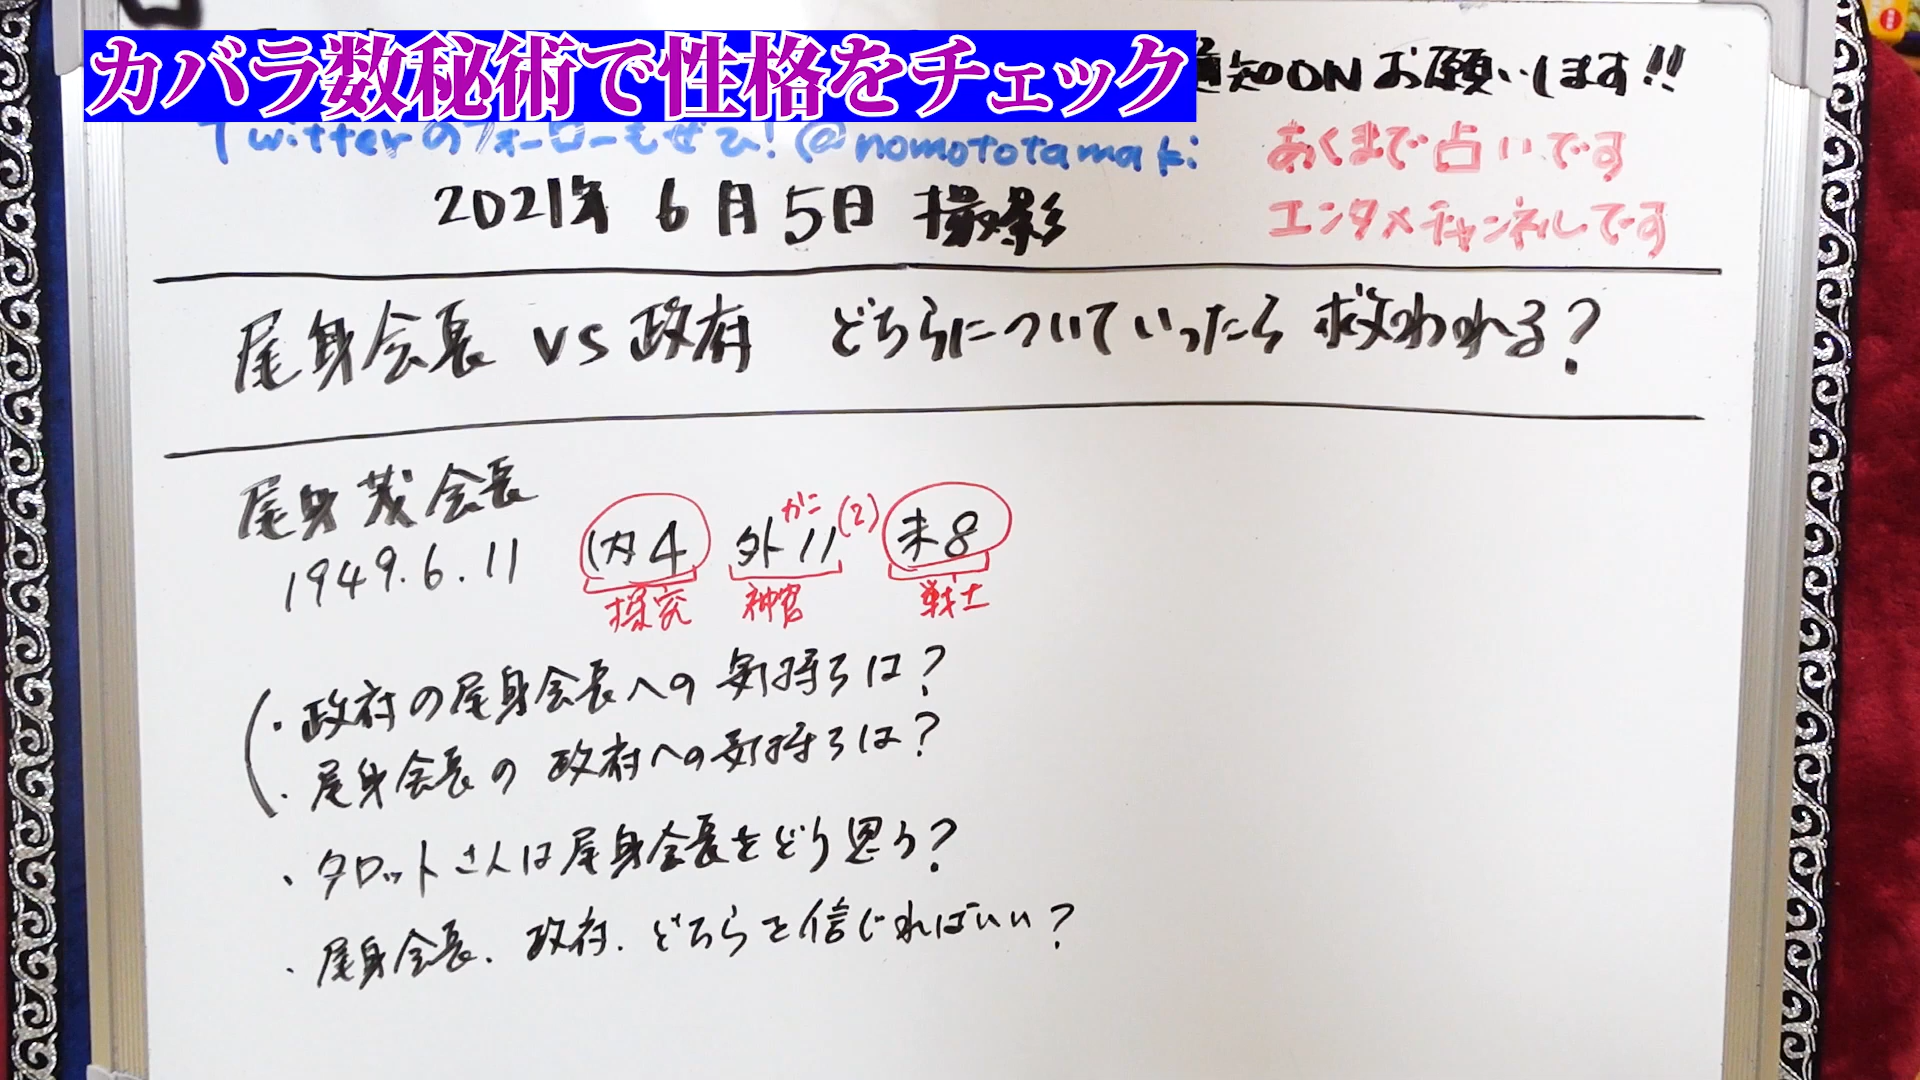 カバラ数秘術で性格をチェック
通知ONお願いします!!
Twitterのフォローもぜひ!@nomototamaki
あくまで占いです
2021年 6月5日 撮影
エンタメチャンネルです
尾身会長 vs 政府 どちらについていったら 救われる?
尾身茂会長
1949.6.11
内4 外11(2) 未8
かに
探究 神官 戦士
・政府の尾身会長への気持ちは?
・尾身会長の政府への気持ちは?
・タロットさんは尾身会長をどう思う?
・尾身会長、政府、どちらを信じればいい?